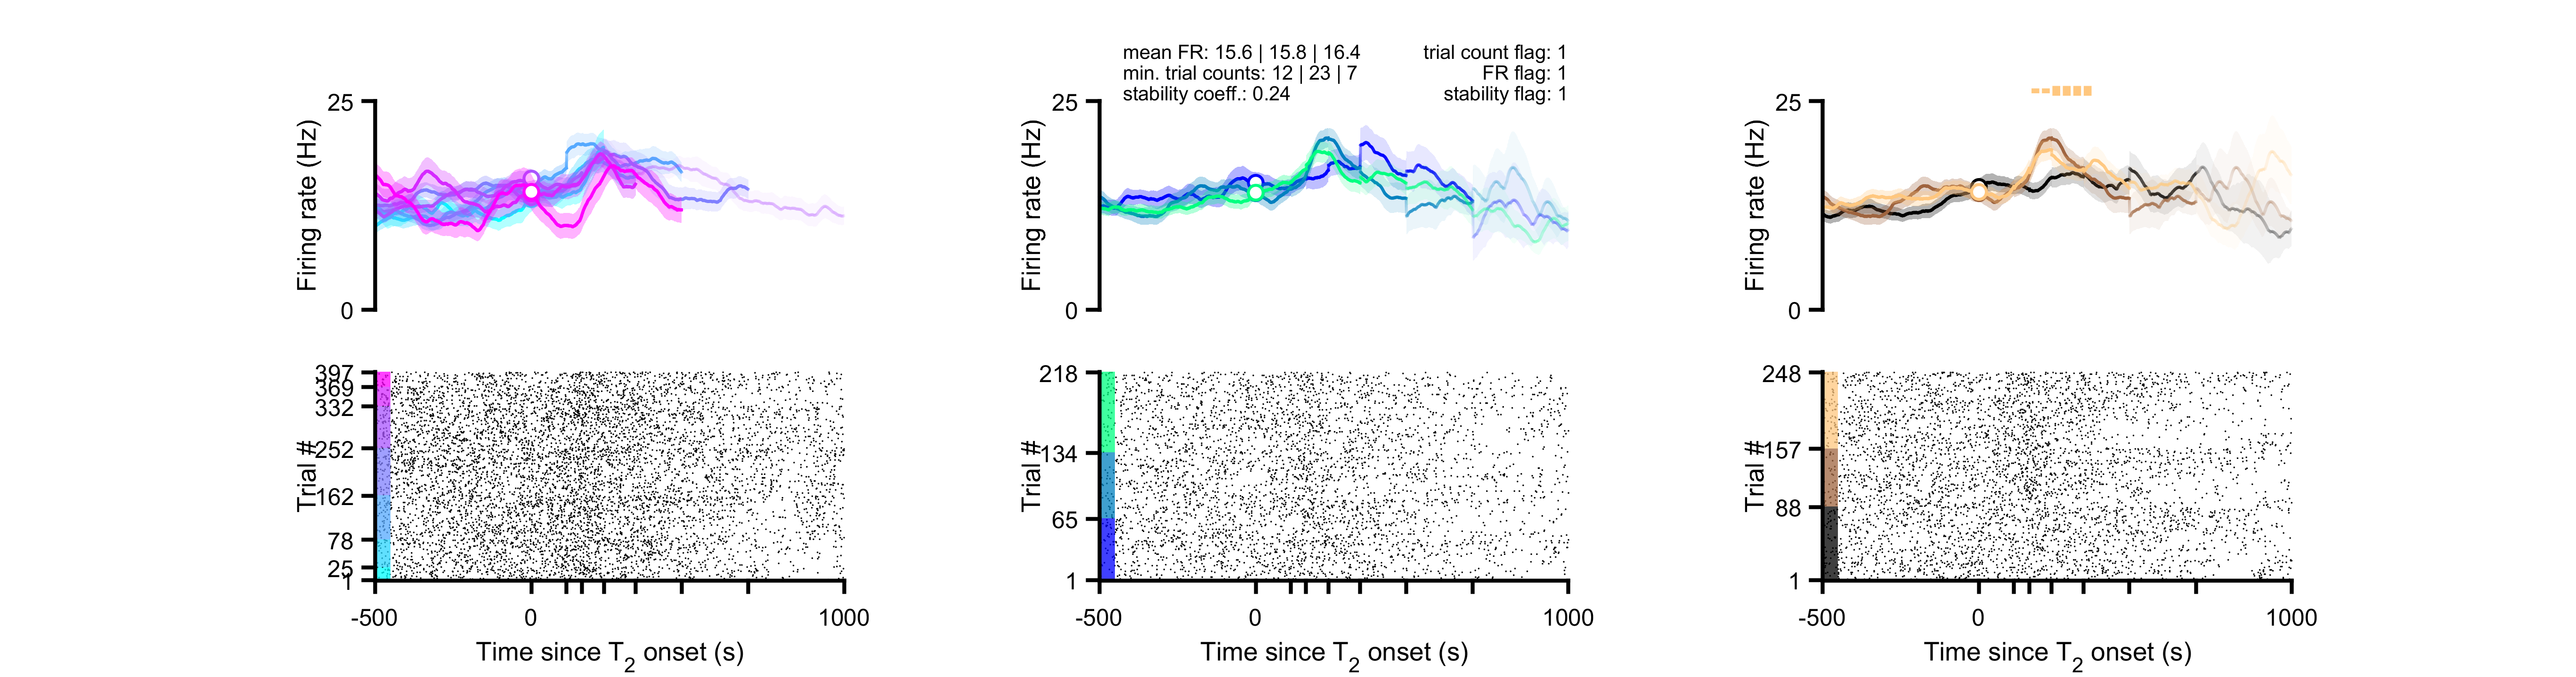 mean FR: 15.6 | 15.8 | 16.4
min. trial counts: 12 | 23 | 7
stability coeff.: 0.24
trial count flag: 1
FR flag: 1
stability flag: 1
25
Firing rate (Hz)
0
25
Firing rate (Hz)
0
25
Firing rate (Hz)
0
397
369
332
252
162
78
25
1
Trial #
-500
0
1000
Time since T2 onset (s)
218
134
65
1
Trial #
-500
0
1000
Time since T2 onset (s)
248
157
88
1
Trial #
-500
0
1000
Time since T2 onset (s)